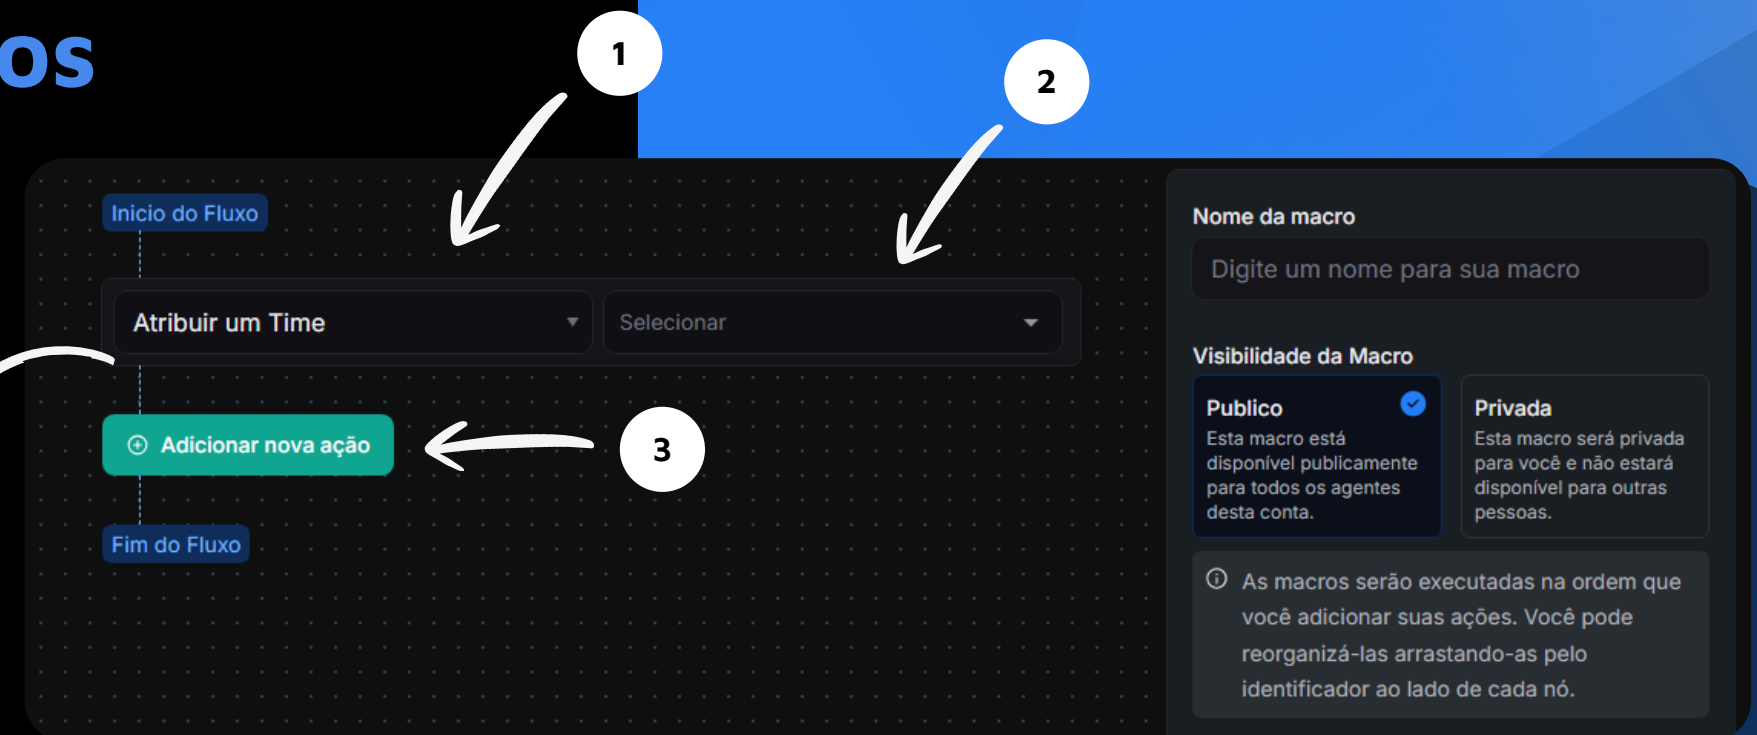 os
1
2
Inicio do Fluxo
Atribuir um Time
Selecionar
Adicionar nova ação
3
Fim do Fluxo
Nome da macro
Digite um nome para sua macro
Visibilidade da Macro
Publico
Esta macro está
disponível publicamente
para todos os agentes
desta conta.
Privada
Esta macro será privada
para você e não estará
disponível para outras
pessoas.
As macros serão executadas na ordem que
você adicionar suas ações. Você pode
reorganizá-las arrastando-as pelo
identificador ao lado de cada nó.